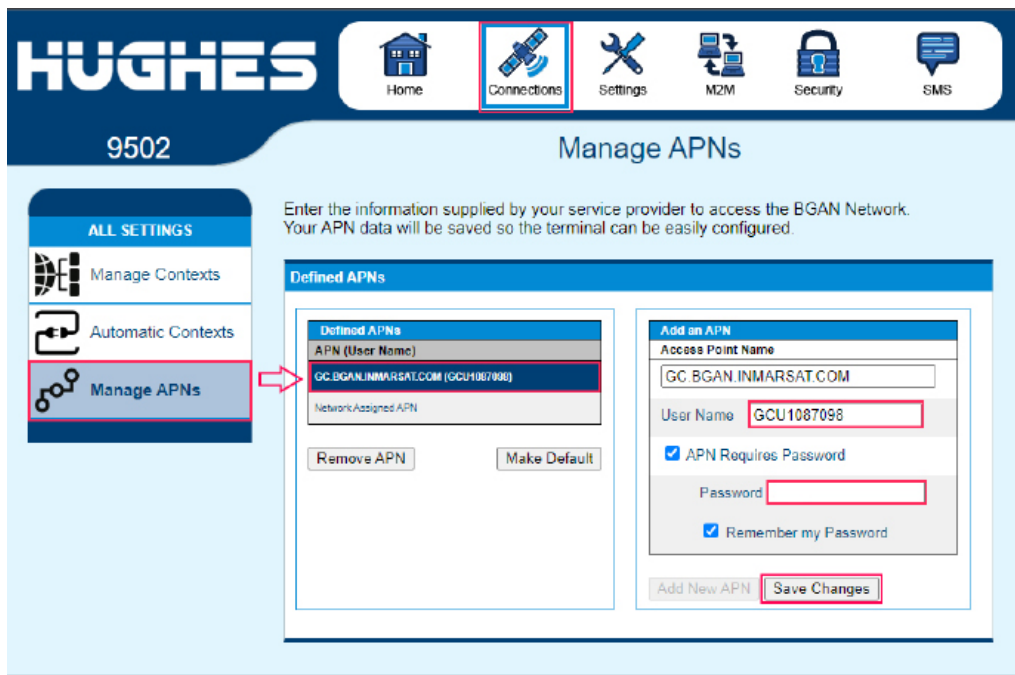 HUGHES
Home
Connections
Settings
M2M
Security
SMS
9502
Manage APNs
ALL SETTINGS
Manage Contexts
Automatic Contexts
Manage APNs
Enter the information supplied by your service provider to access the BGAN Network.
Your APN data will be saved so the terminal can be easily configured.
Defined APNs
Defined APNs
APN (User Name)
GC.BGAN.INMARSAT.COM (GCU1087098)
Network Assigned APN
Remove APN
Make Default
Add an APN
Access Point Name
GC.BGAN.INMARSAT.COM
User Name GCU1087098
APN Requires Password
Password
Remember my Password
Add New APN
Save Changes